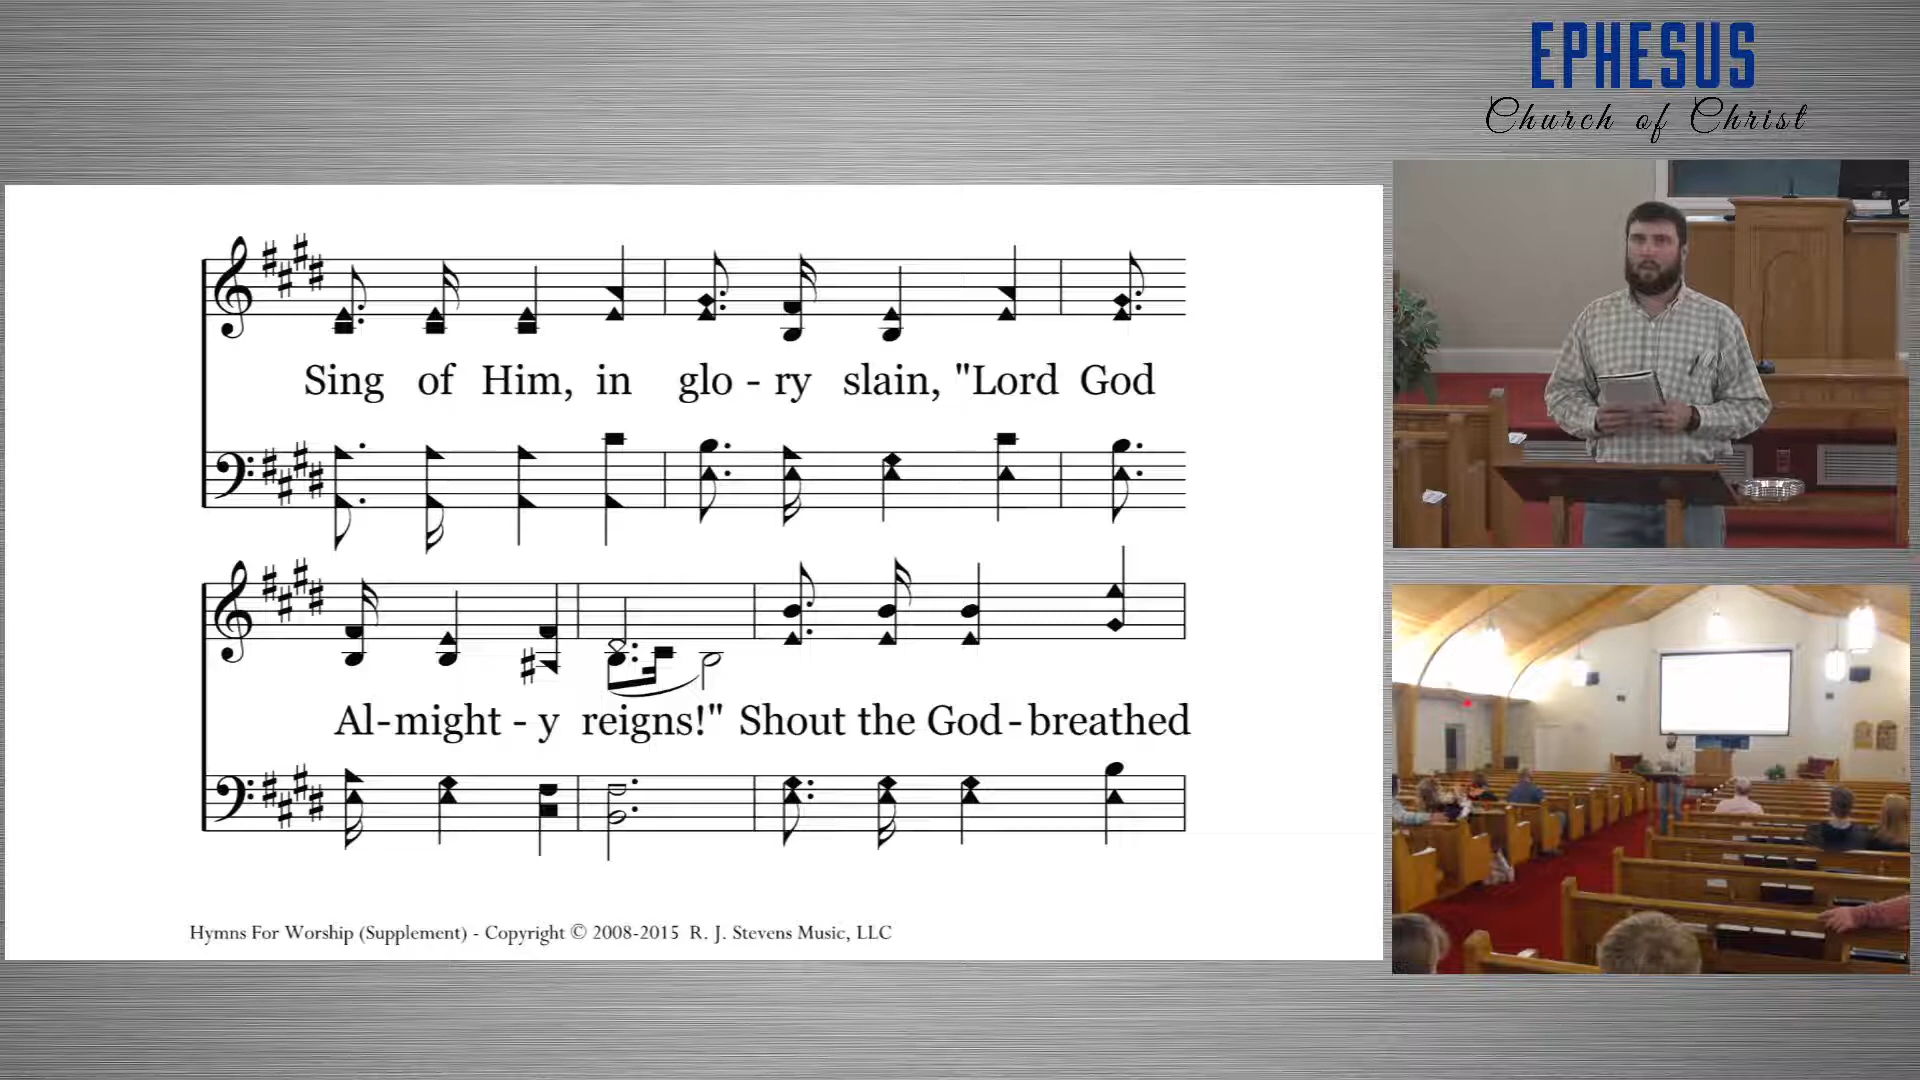 EPHESUS
Church of Christ
Sing of Him, in glo - ry slain, "Lord God
Al-might - y reigns!" Shout the God-breathed
Hymns For Worship (Supplement) - Copyright © 2008-2015 R. J. Stevens Music, LLC